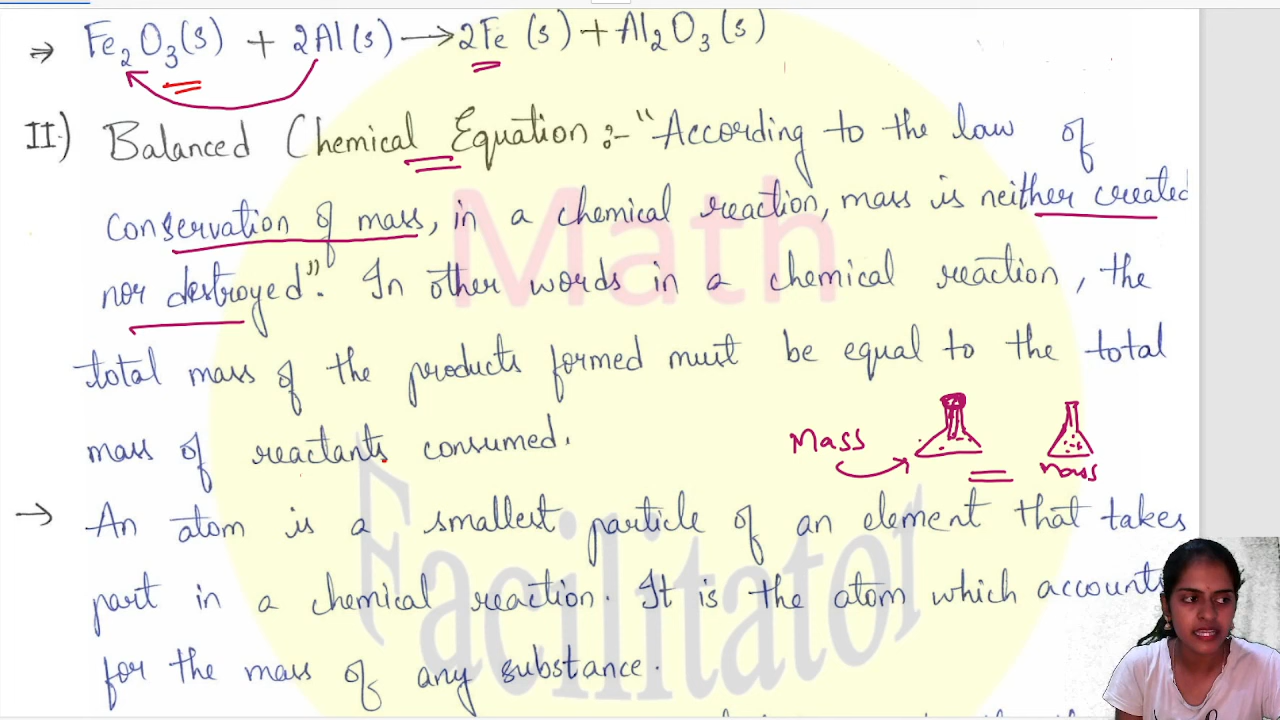 ⇒ Fe₂O₃(s) + 2Al(s) → 2Fe (s) + Al₂O₃(s)
II) Balanced Chemical Equation :- "According to the law of
conservation of mass, in a chemical reaction, mass is neither created
nor destroyed". In other words in a chemical reaction, the
total mass of the products formed must be equal to the total
mass of reactants consumed.
Mass = mass
→ An atom is a smallest particle of an element that takes
part in a chemical reaction. It is the atom which accounts
for the mass of any substance.
Math
Facilitator